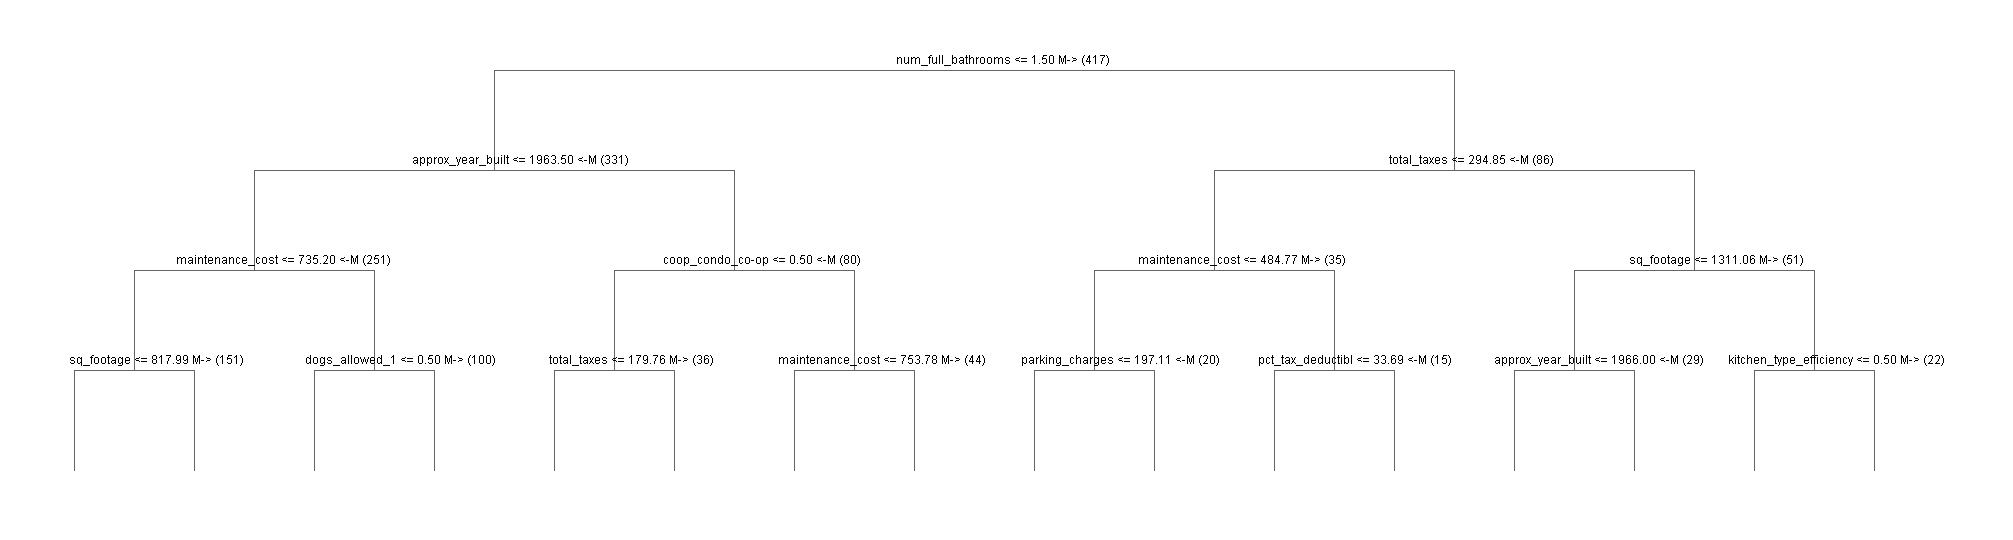 num_full_bathrooms <= 1.50 M-> (417)
approx_year_built <= 1963.50 <-M (331)
total_taxes <= 294.85 <-M (86)
maintenance_cost <= 735.20 <-M (251)
coop_condo_co-op <= 0.50 <-M (80)
maintenance_cost <= 484.77 M-> (35)
sq_footage <= 1311.06 M-> (51)
sq_footage <= 817.99 M-> (151)
dogs_allowed_1 <= 0.50 M-> (100)
total_taxes <= 179.76 M-> (36)
maintenance_cost <= 753.78 M-> (44)
parking_charges <= 197.11 <-M (20)
pct_tax_deductibl <= 33.69 <-M (15)
approx_year_built <= 1966.00 <-M (29)
kitchen_type_efficiency <= 0.50 M-> (22)